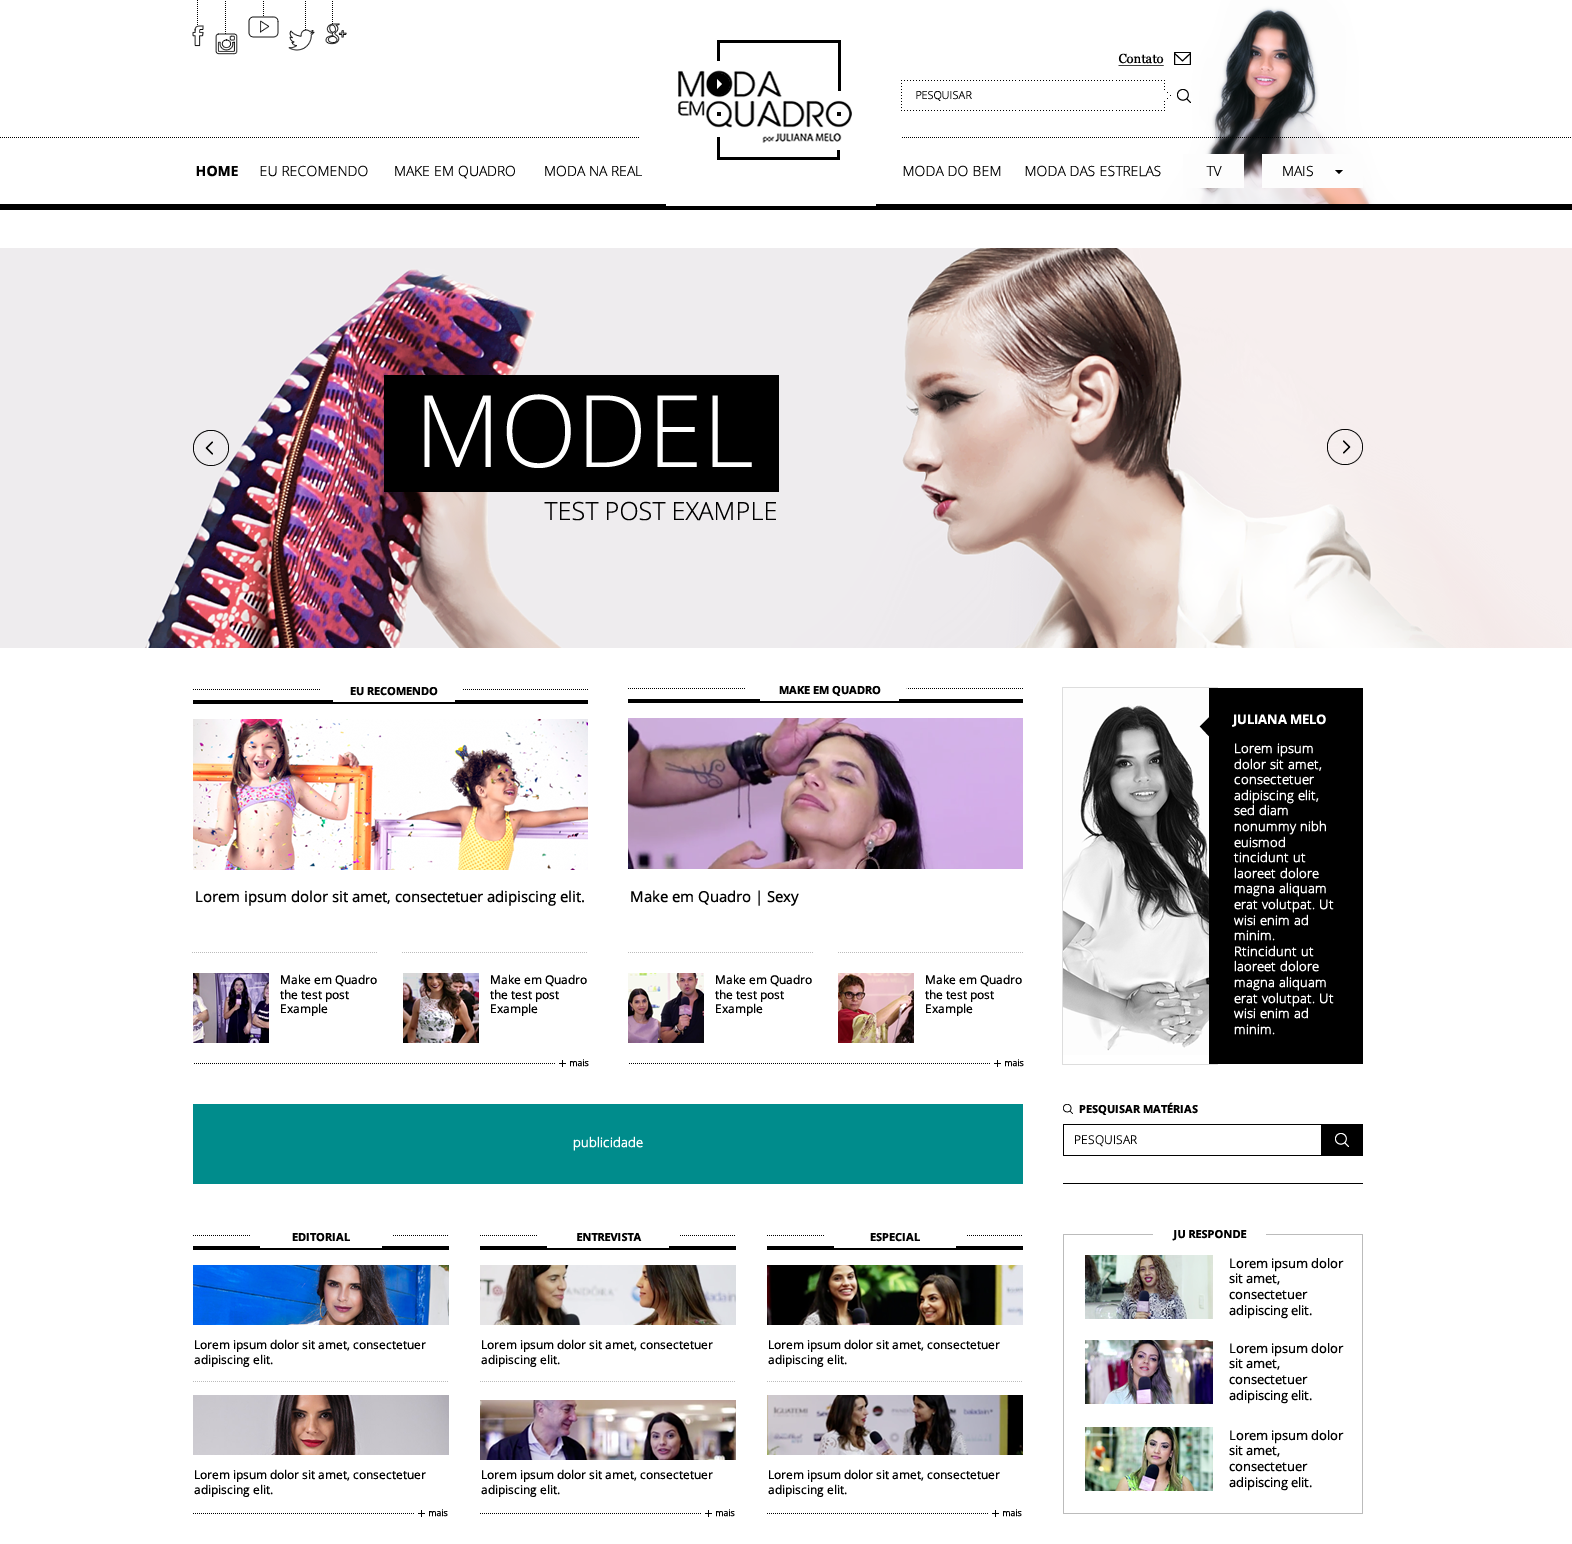 Contato
PESQUISAR
MODA
EM QUADRO
por JULIANA MELO
HOME EU RECOMENDO MAKE EM QUADRO MODA NA REAL MODA DO BEM MODA DAS ESTRELAS TV MAIS
MODEL
TEST POST EXAMPLE
EU RECOMENDO
Lorem ipsum dolor sit amet, consectetuer adipiscing elit.
Make em Quadro
the test post
Example
Make em Quadro
the test post
Example
+ mais
MAKE EM QUADRO
Make em Quadro | Sexy
Make em Quadro
the test post
Example
Make em Quadro
the test post
Example
+ mais
JULIANA MELO
Lorem ipsum
dolor sit amet,
consectetuer
adipiscing elit,
sed diam
nonummy nibh
euismod
tincidunt ut
laoreet dolore
magna aliquam
erat volutpat. Ut
wisi enim ad
minim.
Rtincidunt ut
laoreet dolore
magna aliquam
erat volutpat. Ut
wisi enim ad
minim.
publicidade
PESQUISAR MATÉRIAS
PESQUISAR
EDITORIAL
Lorem ipsum dolor sit amet, consectetuer
adipiscing elit.
Lorem ipsum dolor sit amet, consectetuer
adipiscing elit.
+ mais
ENTREVISTA
Lorem ipsum dolor sit amet, consectetuer
adipiscing elit.
Lorem ipsum dolor sit amet, consectetuer
adipiscing elit.
+ mais
ESPECIAL
Lorem ipsum dolor sit amet, consectetuer
adipiscing elit.
IGUATEMI
Lorem ipsum dolor sit amet, consectetuer
adipiscing elit.
+ mais
JU RESPONDE
Lorem ipsum dolor
sit amet,
consectetuer
adipiscing elit.
Lorem ipsum dolor
sit amet,
consectetuer
adipiscing elit.
Lorem ipsum dolor
sit amet,
consectetuer
adipiscing elit.